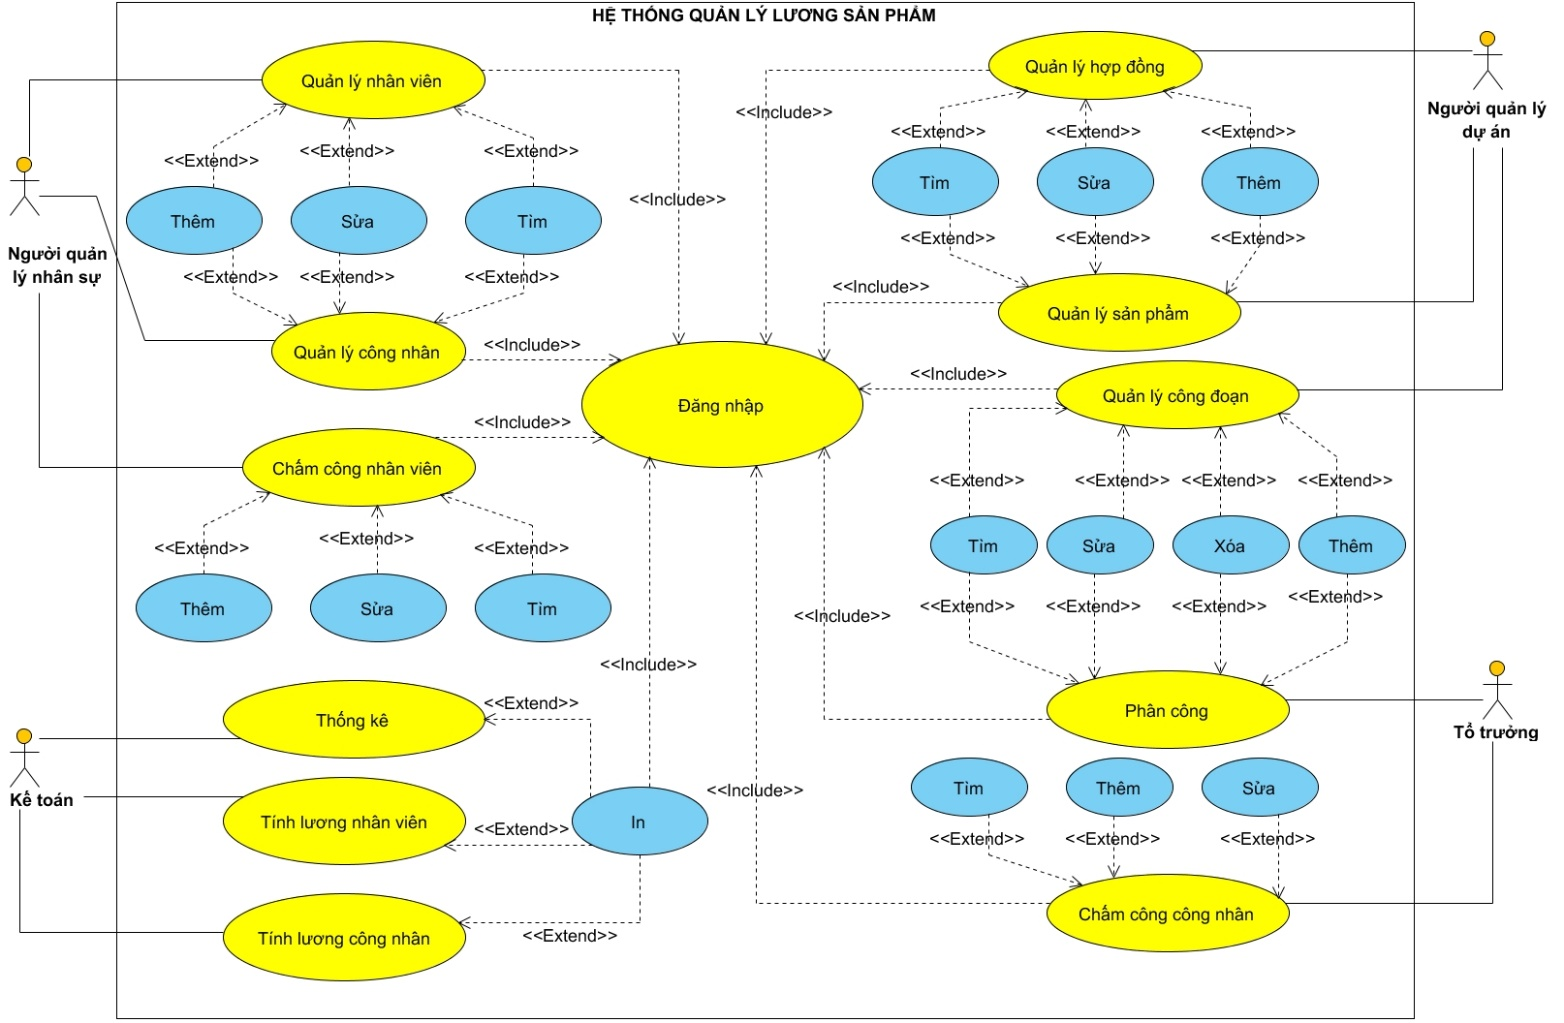 HỆ THỐNG QUẢN LÝ LƯƠNG SẢN PHẨM
Quản lý nhân viên
<<Extend>>
<<Extend>>
<<Extend>>
Thêm
Sửa
Tìm
Người quản
lý nhân sự
<<Extend>>
<<Extend>>
<<Extend>>
Quản lý công nhân
<<Include>>
<<Include>>
<<Include>>
Quản lý hợp đồng
Người quản lý
dự án
<<Extend>>
<<Extend>>
<<Extend>>
Tìm
Sửa
Thêm
<<Extend>>
<<Extend>>
<<Extend>>
<<Include>>
Quản lý sản phẩm
Đăng nhập
<<Include>>
Quản lý công đoạn
<<Include>>
Chấm công nhân viên
<<Extend>>
<<Extend>>
<<Extend>>
Thêm
Sửa
Tìm
<<Extend>>
<<Extend>>
<<Extend>>
<<Extend>>
Tìm
Sửa
Xóa
Thêm
<<Extend>>
<<Extend>>
<<Extend>>
<<Extend>>
<<Include>>
<<Include>>
Phân công
Tổ trưởng
Thống kê
<<Extend>>
Kế toán
Tính lương nhân viên
<<Extend>>
In
<<Include>>
Tìm
Thêm
Sửa
<<Extend>>
<<Extend>>
<<Extend>>
Chấm công công nhân
Tính lương công nhân
<<Extend>>